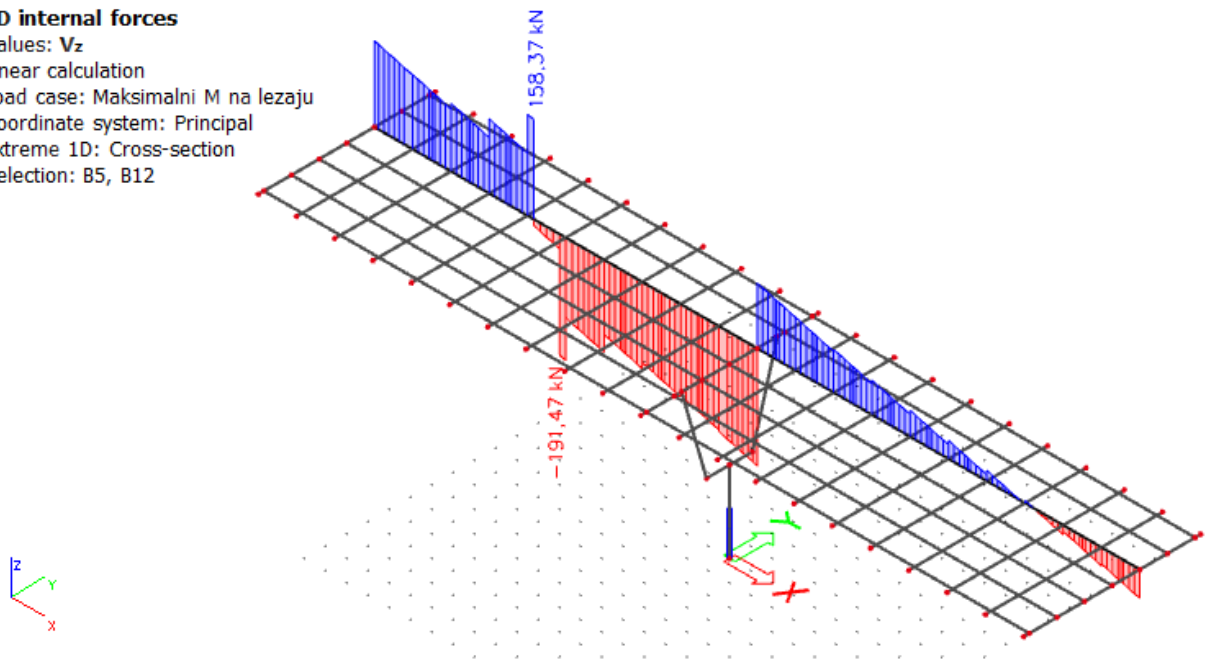 D internal forces
alues: Vz
near calculation
oad case: Maksimalni M na lezaju
oordinate system: Principal
xtreme 1D: Cross-section
election: B5, B12
158,37 kN
−191,47 kN
Y
X
Z
Y
X